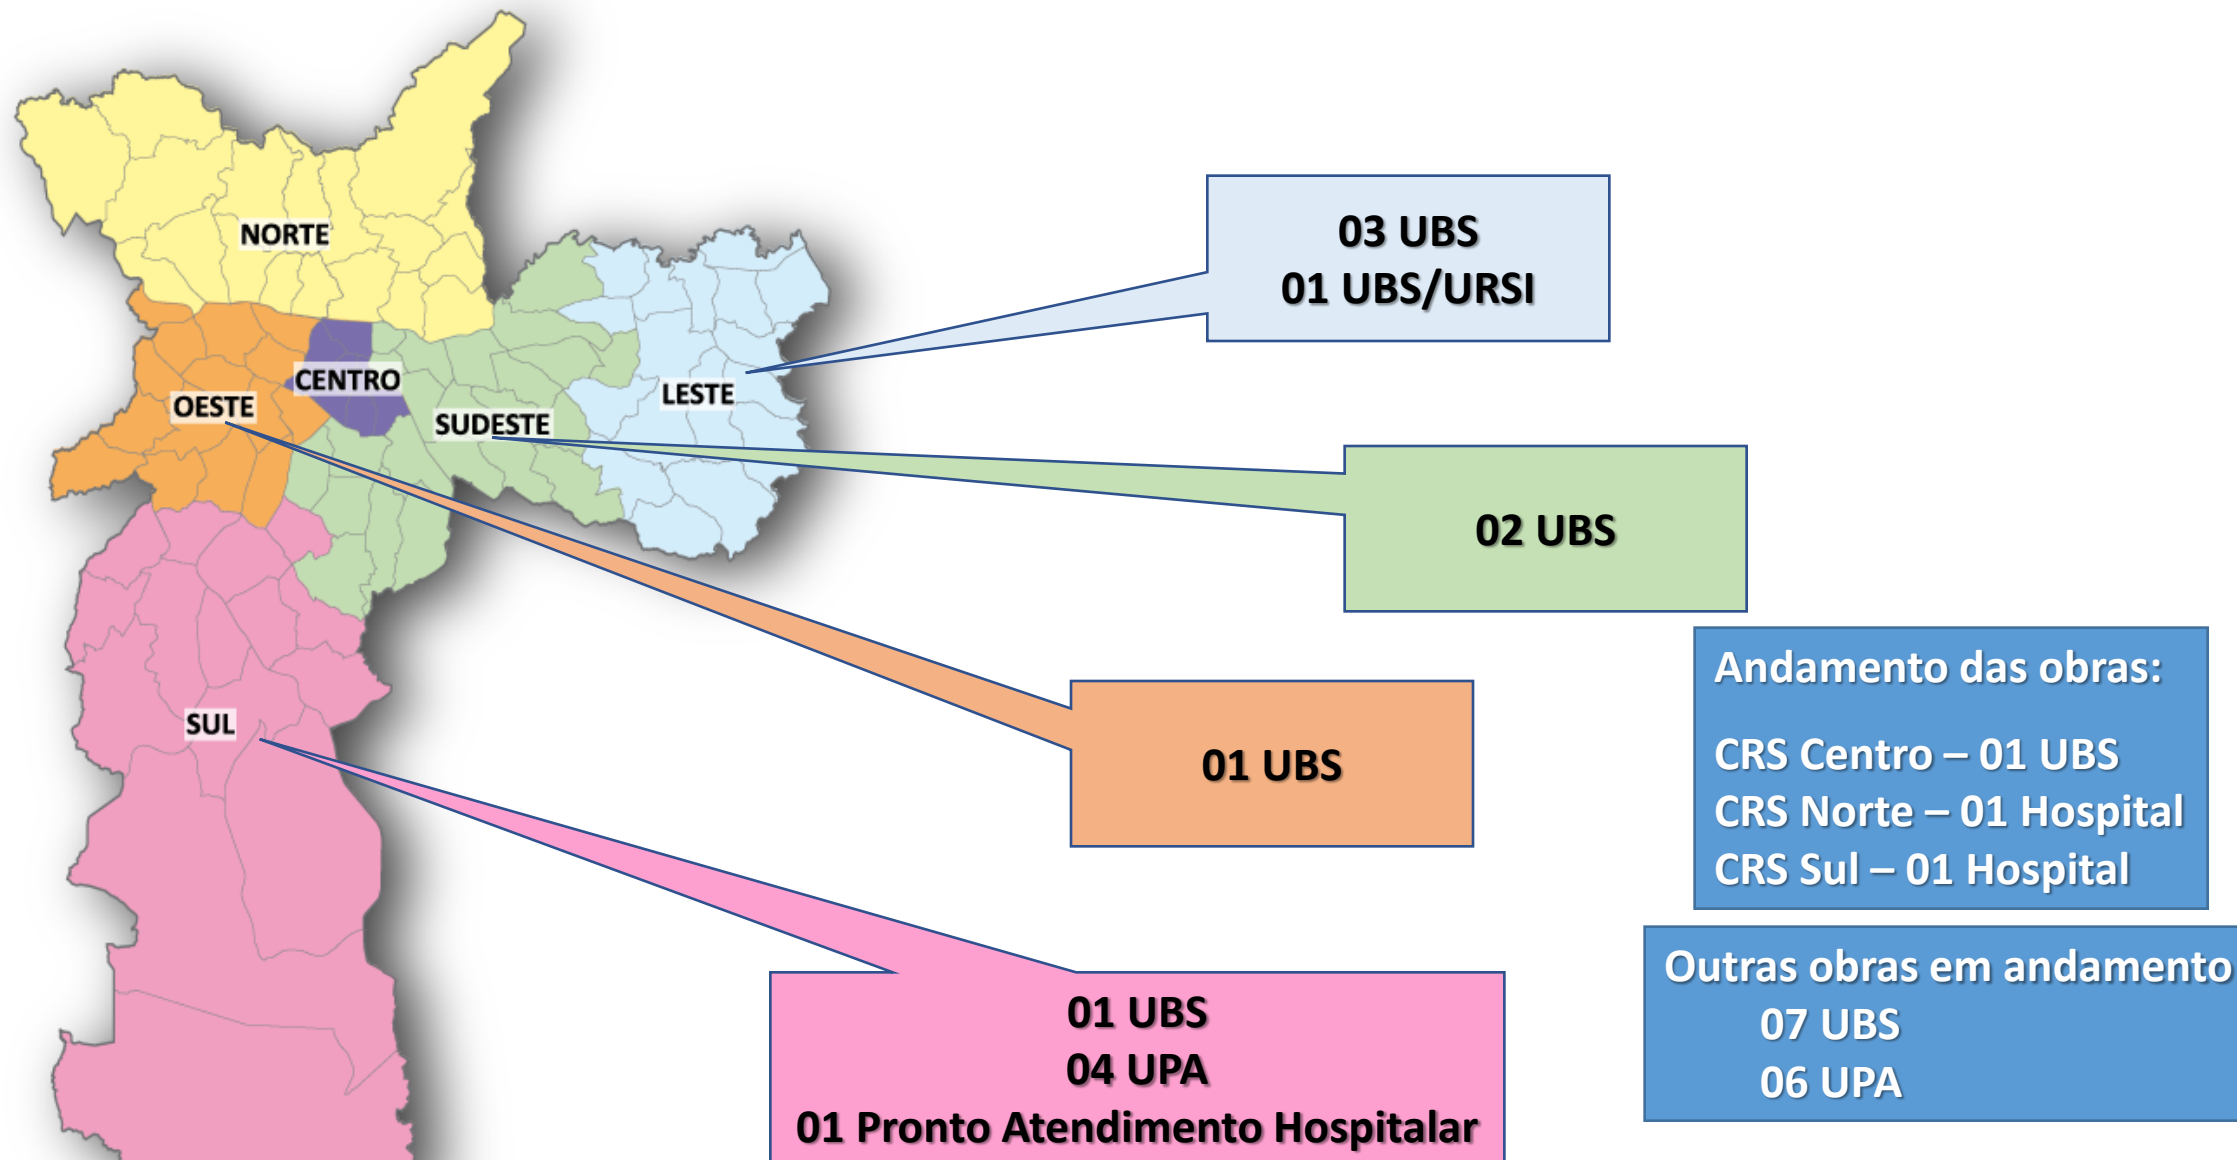 NORTE
CENTRO
OESTE
SUDESTE
LESTE
SUL
03 UBS
01 UBS/URSI
02 UBS
01 UBS
01 UBS
04 UPA
01 Pronto Atendimento Hospitalar
Andamento das obras:
CRS Centro – 01 UBS
CRS Norte – 01 Hospital
CRS Sul – 01 Hospital
Outras obras em andamento
07 UBS
06 UPA